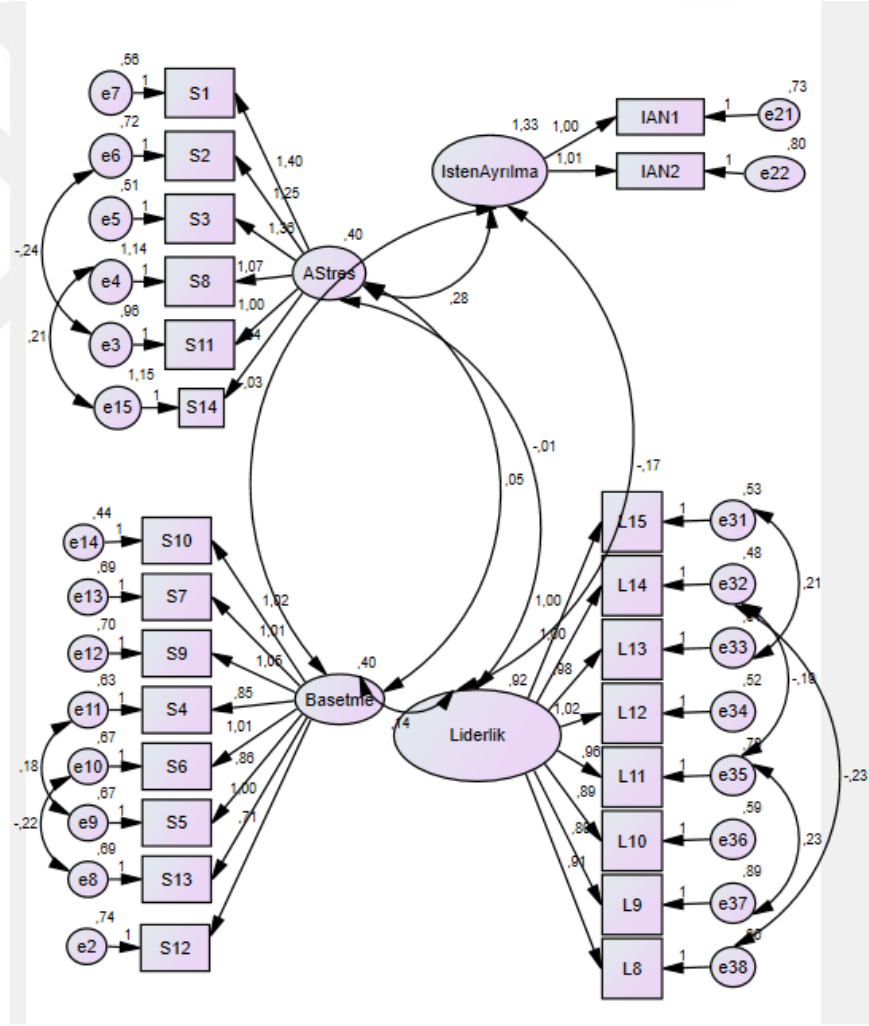 ,56
e7 1 S1
,72
e6 1 S2
,51
e5 1 S3
1,14
e4 1 S8
,96
e3 1 S11
1,15
e15 1 S14
-,24
,21
1,40
1,25
1,07
1,00
,03
,40
AStres
1,33
IstenAyrılma
1,00
1,01
IAN1 1 e21
,73
IAN2 1 e22
,80
,28
-,01
,05
-,17
,44
e14 1 S10
,69
e13 1 S7
,70
e12 1 S9
,63
e11 1 S4
,67
e10 1 S6
,67
e9 1 S5
,69
e8 1 S13
,74
e2 1 S12
,18
-,22
1,02
1,01
1,05
,85
1,01
,86
1,00
,71
,40
Basetme
,14
,92
Liderlik
1,00
1,00
,98
1,02
,96
,89
,91
,53
L15 1 e31
,48
L14 1 e32
L13 1 e33
,52
L12 1 e34
L11 1 e35
,59
L10 1 e36
,89
L9 1 e37
L8 1 e38
,21
-,23
,23